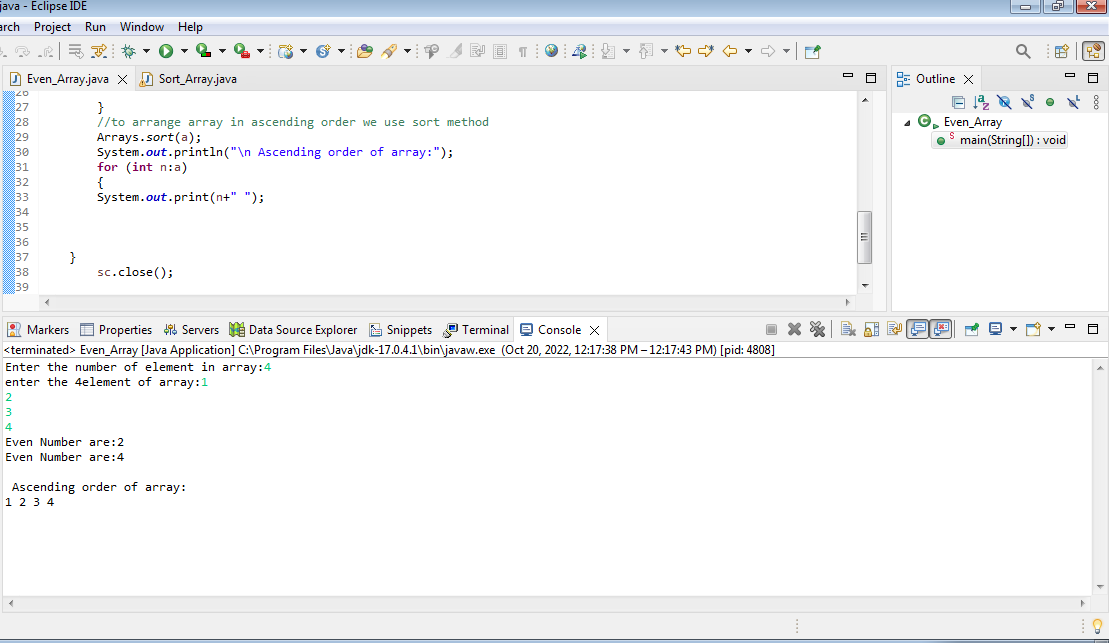 java - Eclipse IDE
arch Project Run Window Help
Even_Array.java Sort_Array.java
Outline
26
27 }
28 //to arrange array in ascending order we use sort method
29 Arrays.sort(a);
30 System.out.println("\n Ascending order of array:");
31 for (int n:a)
32 {
33 System.out.print(n+" ");
34
35
36
37 }
38 sc.close();
39
Even_Array
main(String[]) : void
Markers Properties Servers Data Source Explorer Snippets Terminal Console
<terminated> Even_Array [Java Application] C:\Program Files\Java\jdk-17.0.4.1\bin\javaw.exe (Oct 20, 2022, 12:17:38 PM – 12:17:43 PM) [pid: 4808]
Enter the number of element in array:4
enter the 4element of array:1
2
3
4
Even Number are:2
Even Number are:4
Ascending order of array:
1 2 3 4